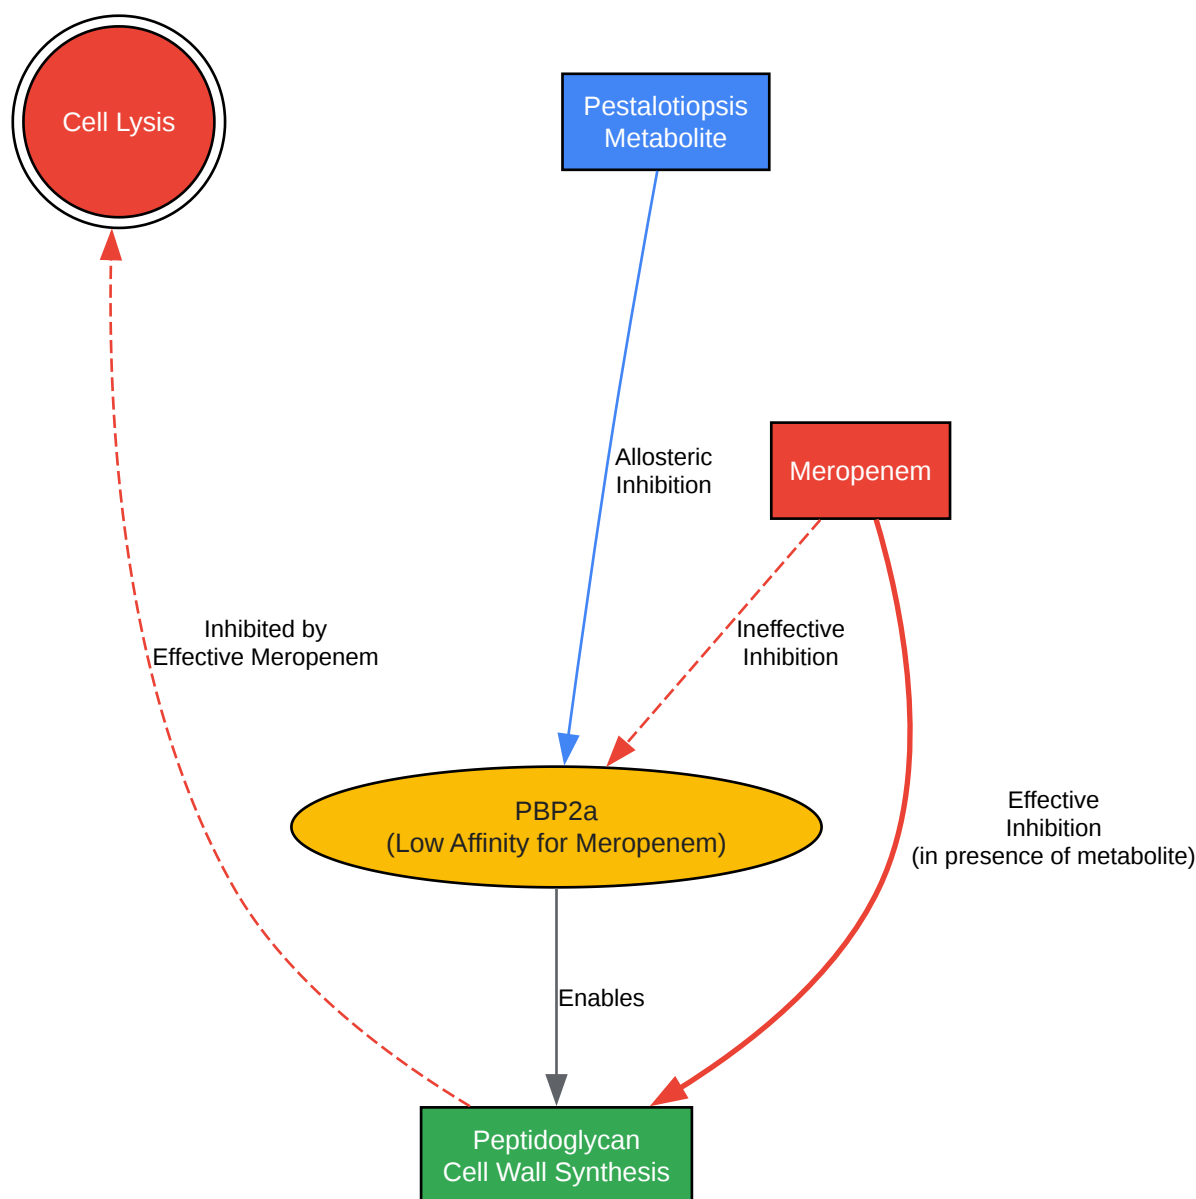 Cell Lysis
Pestalotiopsis
Metabolite
Allosteric
Inhibition
Meropenem
Inhibited by
Effective Meropenem
Ineffective
Inhibition
PBP2a
(Low Affinity for Meropenem)
Effective
Inhibition
(in presence of metabolite)
Enables
Peptidoglycan
Cell Wall Synthesis